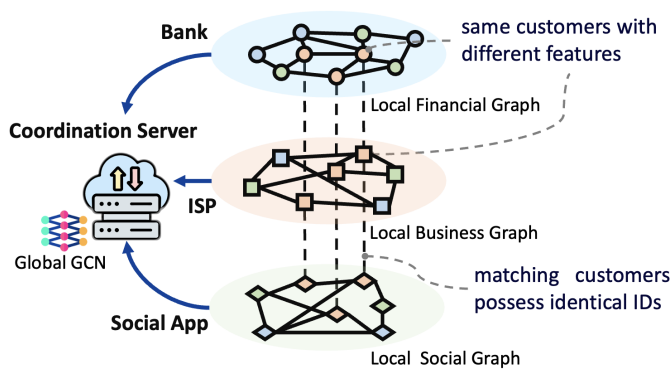 Bank
same customers with
different features
Local Financial Graph
Coordination Server
ISP
Local Business Graph
Global GCN
matching customers
possess identical IDs
Social App
Local Social Graph